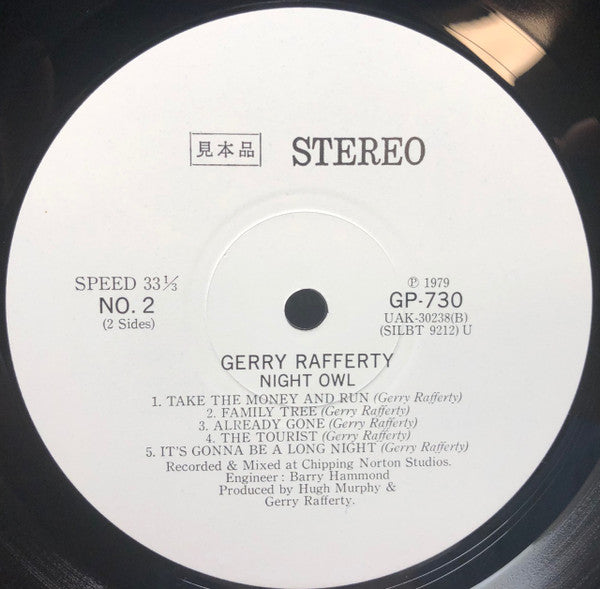 見本品 STEREO
SPEED 33⅓
NO. 2
(2 Sides)
℗ 1979
GP-730
UAK-30238(B)
(SILBT 9212) U
GERRY RAFFERTY
NIGHT OWL
1. TAKE THE MONEY AND RUN (Gerry Rafferty)
2. FAMILY TREE (Gerry Rafferty)
3. ALREADY GONE (Gerry Rafferty)
4. THE TOURIST (Gerry Rafferty)
5. IT'S GONNA BE A LONG NIGHT (Gerry Rafferty)
Recorded & Mixed at Chipping Norton Studios.
Engineer : Barry Hammond
Produced by Hugh Murphy &
Gerry Rafferty.